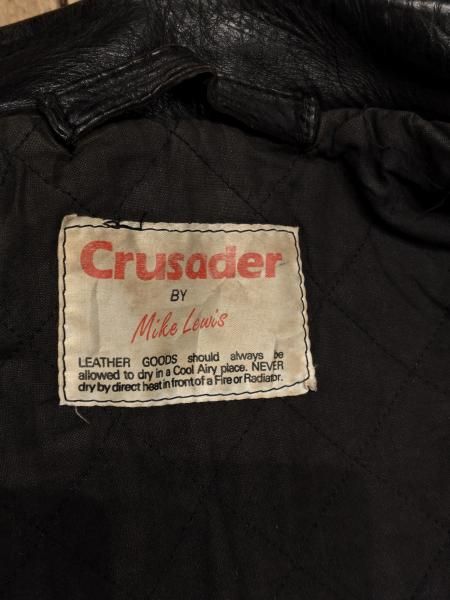 Crusader
BY
Mike Lewis
LEATHER GOODS should always be
allowed to dry in a Cool Airy place. NEVER
dry by direct heat in front of a Fire or Radiator.